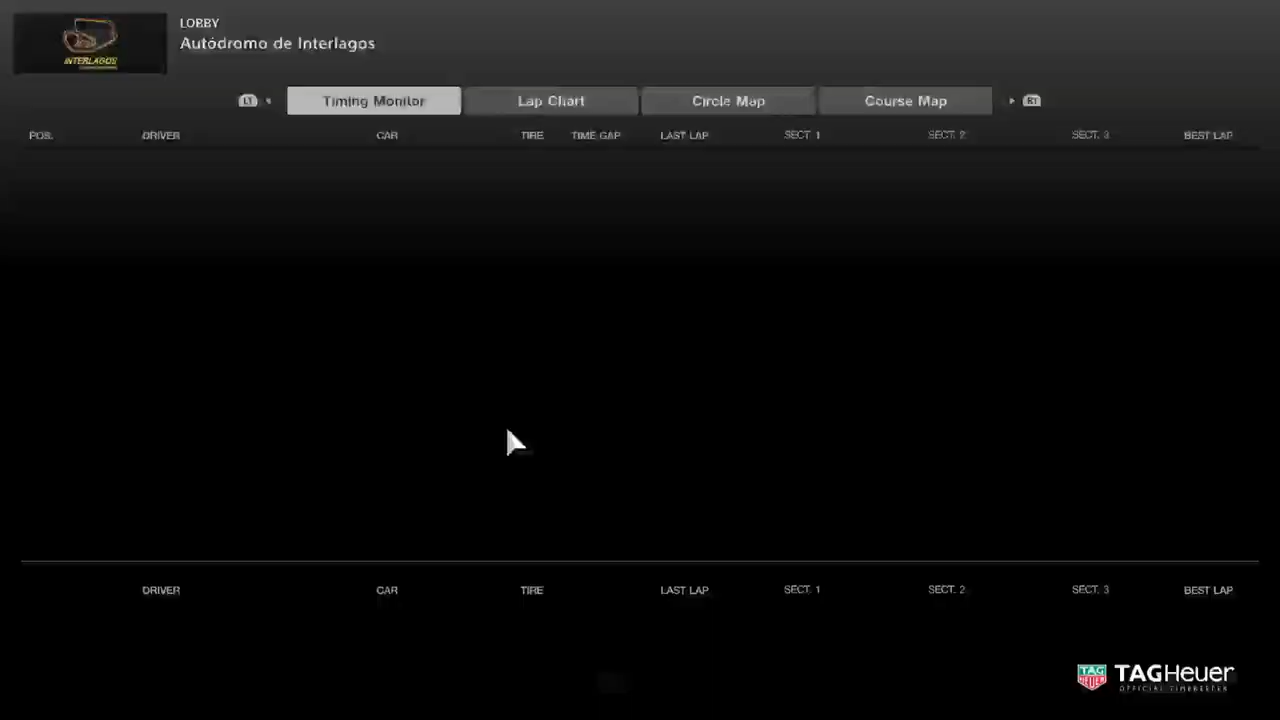 LOBBY
Autódromo de Interlagos
INTERLAGOS
L1 Timing Monitor Lap Chart Circle Map Course Map R1
POS. DRIVER CAR TIRE TIME GAP LAST LAP SECT. 1 SECT. 2 SECT. 3 BEST LAP
DRIVER CAR TIRE LAST LAP SECT. 1 SECT. 2 SECT. 3 BEST LAP
TAG HEUER TAGHeuer
OFFICIAL TIMEKEEPER